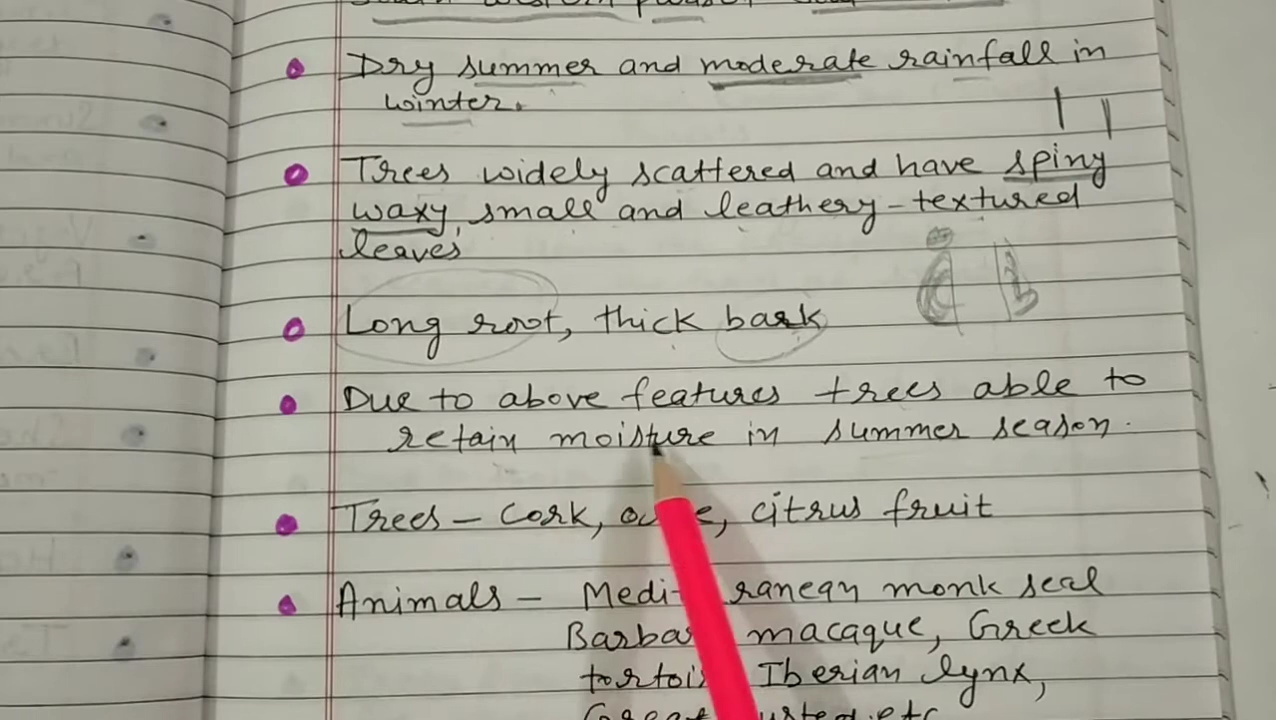 Dry summer and moderate rainfall in
winter.
Trees widely scattered and have spiny
waxy, small and leathery-textured
leaves
Long root, thick bark
Due to above features trees able to
retain moisture in summer season.
Trees - Cork, citrus fruit
Animals - monk seal
macaque, Greek
Iberian lynx,
etc